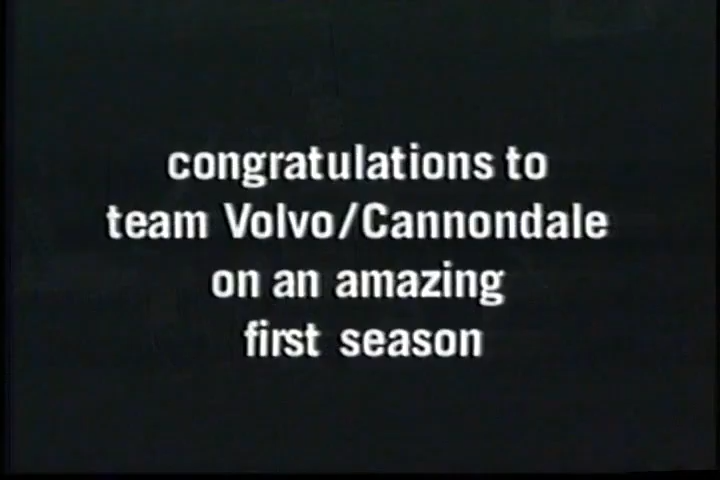 congratulations to
team Volvo/Cannondale
on an amazing
first season